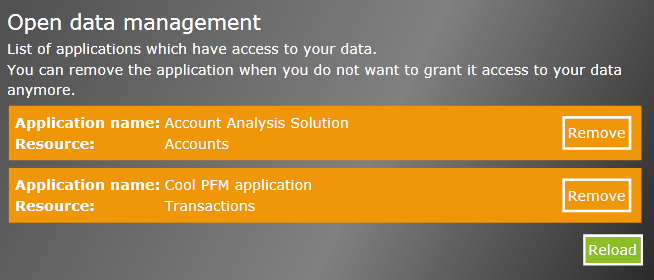 Open data management
List of applications which have access to your data.
You can remove the application when you do not want to grant it access to your data
anymore.
Application name: Account Analysis Solution
Resource: Accounts
Remove
Application name: Cool PFM application
Resource: Transactions
Remove
Reload